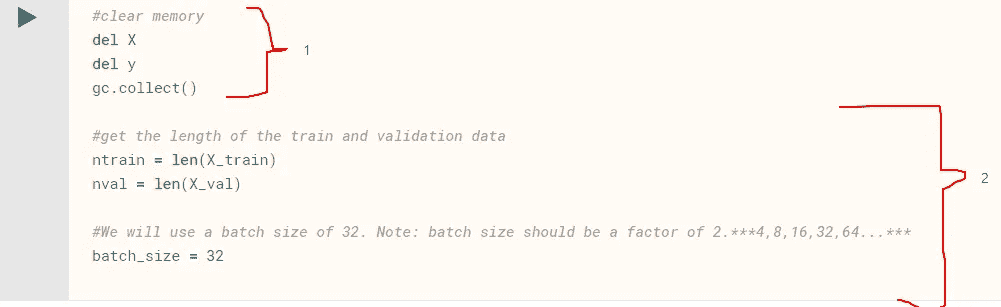 #clear memory
del X
del y
gc.collect()
1
#get the length of the train and validation data
ntrain = len(X_train)
nval = len(X_val)
2
#We will use a batch size of 32. Note: batch size should be a factor of 2.***4,8,16,32,64...***
batch_size = 32